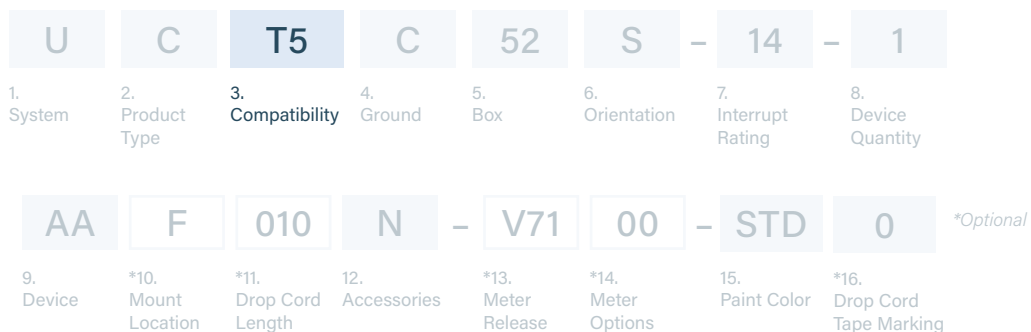 U C T5 C 52 S – 14 – 1
1. 2. 3. 4. 5. 6. 7. 8.
System Product Compatibility Ground Box Orientation Interrupt Device
Type Rating Quantity
AA F 010 N – V71 00 – STD 0 *Optional
9. *10. *11. 12. *13. *14. 15. *16.
Device Mount Drop Cord Accessories Meter Meter Paint Color Drop Cord
Location Length Release Options Tape Marking